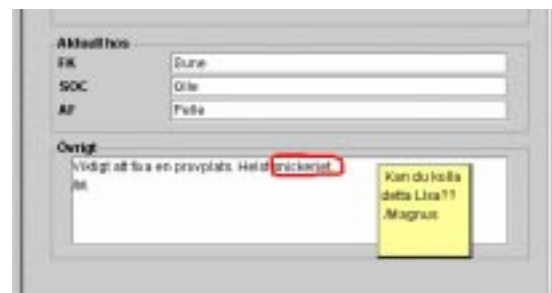 Aktuellt hos
FK Sune
SOC Olle
AF Pelle
Övrigt
Viktigt att fixa en provplats. Helst snickeriet.
/M.
Kan du kolla
detta Lisa??
/Magnus